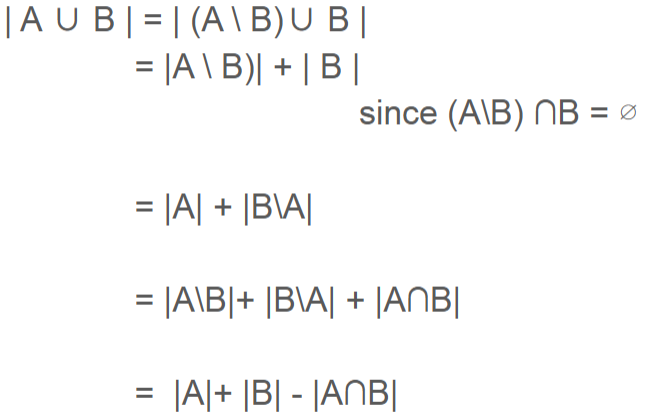 | A ∪ B | = | (A \ B) ∪ B |
= |A \ B)| + | B |
since (A\B) ∩B = ∅
= |A| + |B\A|
= |A\B|+ |B\A| + |A∩B|
= |A|+ |B| - |A∩B|